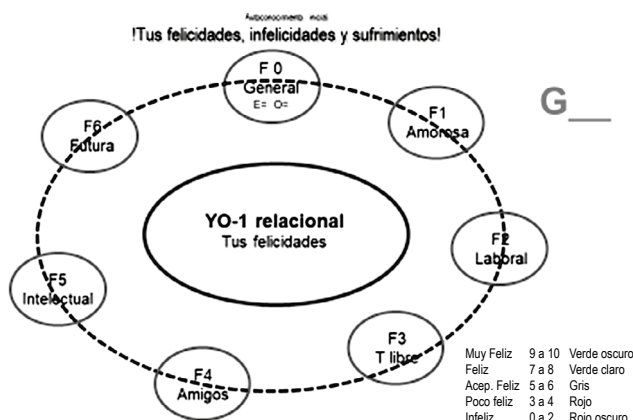 Autoconocimiento inicial
!Tus felicidades, infelicidades y sufrimientos!
F 0
General
E= O=
G__
F1
Amorosa
F6
Futura
YO-1 relacional
Tus felicidades
F2
Laboral
F5
Intelectual
F3
T libre
F4
Amigos
Muy Feliz 9 a 10 Verde oscuro
Feliz 7 a 8 Verde claro
Acep. Feliz 5 a 6 Gris
Poco feliz 3 a 4 Rojo
Infeliz 0 a 2 Rojo oscuro